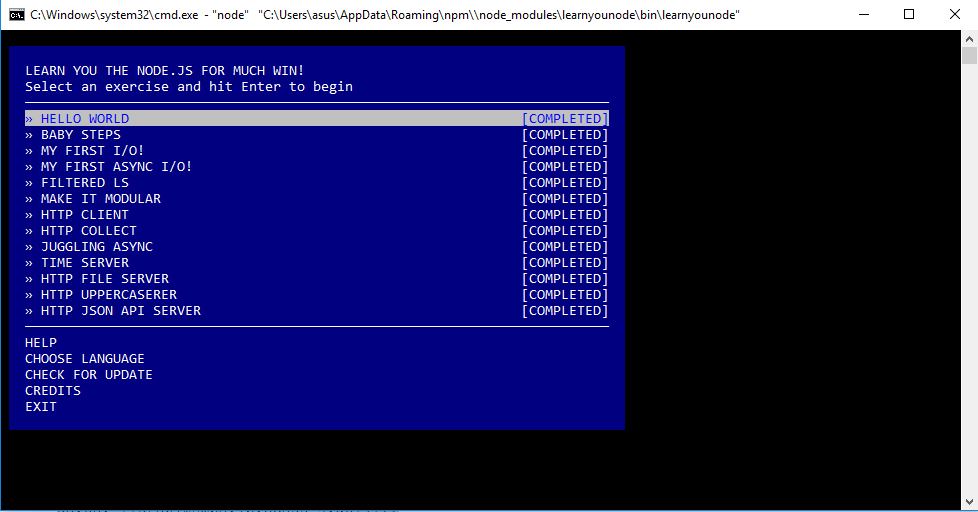 C:\Windows\system32\cmd.exe - "node" "C:\Users\asus\AppData\Roaming\npm\\node_modules\learnyounode\bin\learnyounode"
LEARN YOU THE NODE.JS FOR MUCH WIN!
Select an exercise and hit Enter to begin
» HELLO WORLD [COMPLETED]
» BABY STEPS [COMPLETED]
» MY FIRST I/O! [COMPLETED]
» MY FIRST ASYNC I/O! [COMPLETED]
» FILTERED LS [COMPLETED]
» MAKE IT MODULAR [COMPLETED]
» HTTP CLIENT [COMPLETED]
» HTTP COLLECT [COMPLETED]
» JUGGLING ASYNC [COMPLETED]
» TIME SERVER [COMPLETED]
» HTTP FILE SERVER [COMPLETED]
» HTTP UPPERCASERER [COMPLETED]
» HTTP JSON API SERVER [COMPLETED]
HELP
CHOOSE LANGUAGE
CHECK FOR UPDATE
CREDITS
EXIT